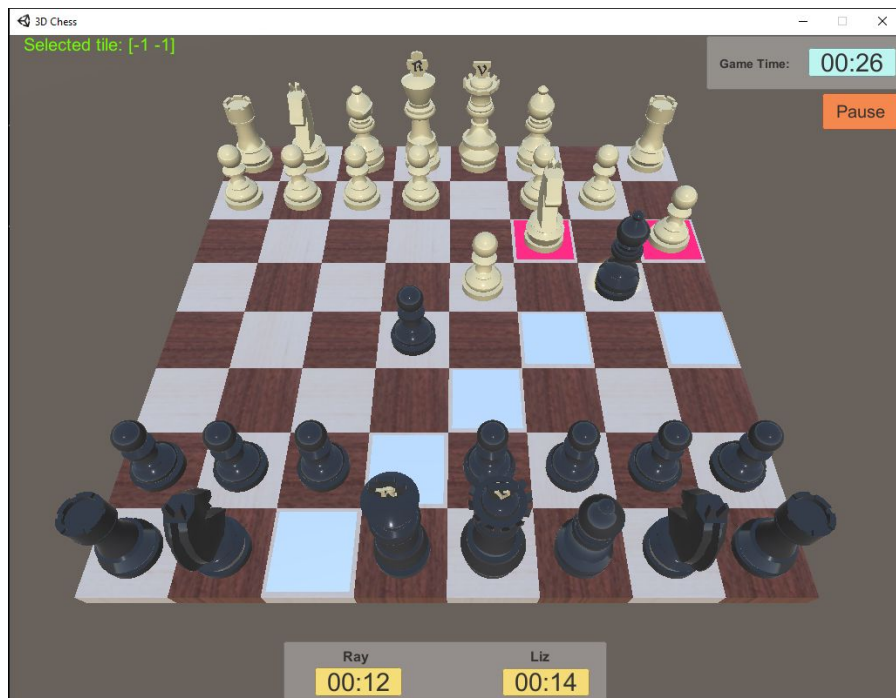 3D Chess
Selected tile: [-1 -1]
Game Time: 00:26
Pause
R V
Ray Liz
00:12 00:14